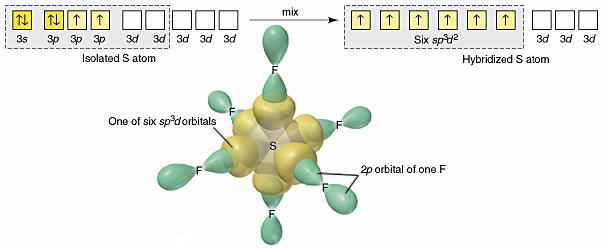 mix
3s 3p 3p 3p 3d 3d 3d 3d 3d
Six sp³d² 3d 3d 3d
Isolated S atom
Hybridized S atom
F
F
F
One of six sp³d orbitals
S
2p orbital of one F
F
F
F